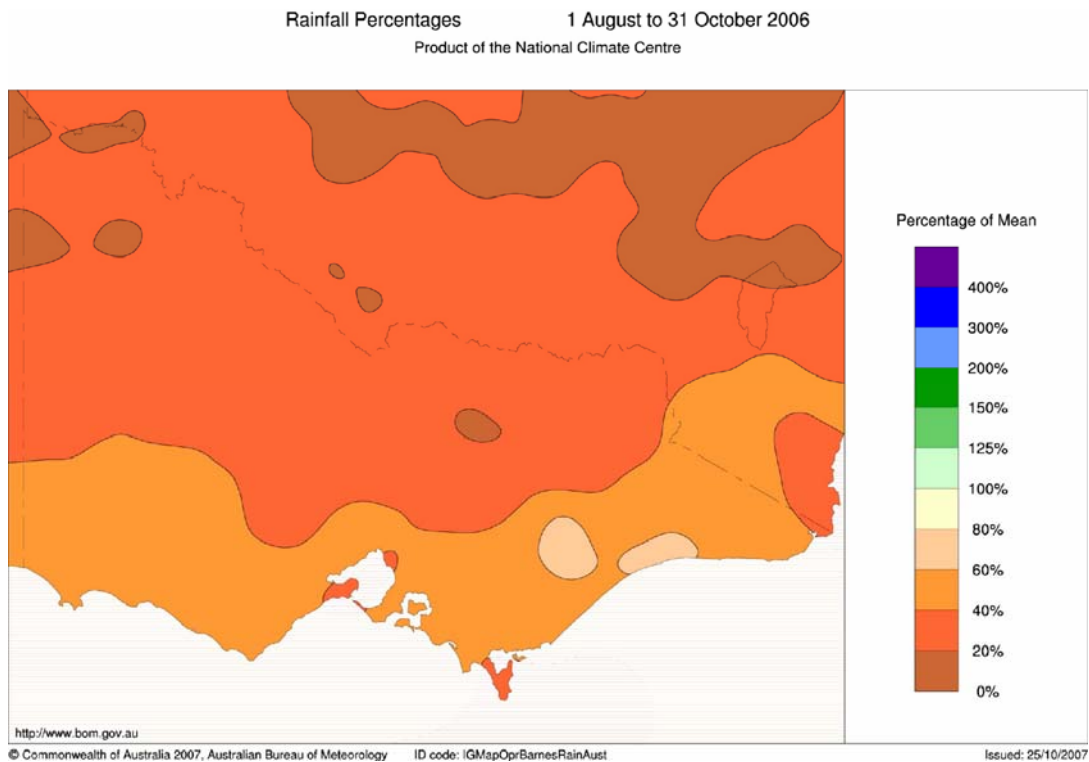 Rainfall Percentages 1 August to 31 October 2006
Product of the National Climate Centre
Percentage of Mean
400%
300%
200%
150%
125%
100%
80%
60%
40%
20%
0%
http://www.bom.gov.au
© Commonwealth of Australia 2007, Australian Bureau of Meteorology ID code: IGMapOprBarnesRainAust Issued: 25/10/2007